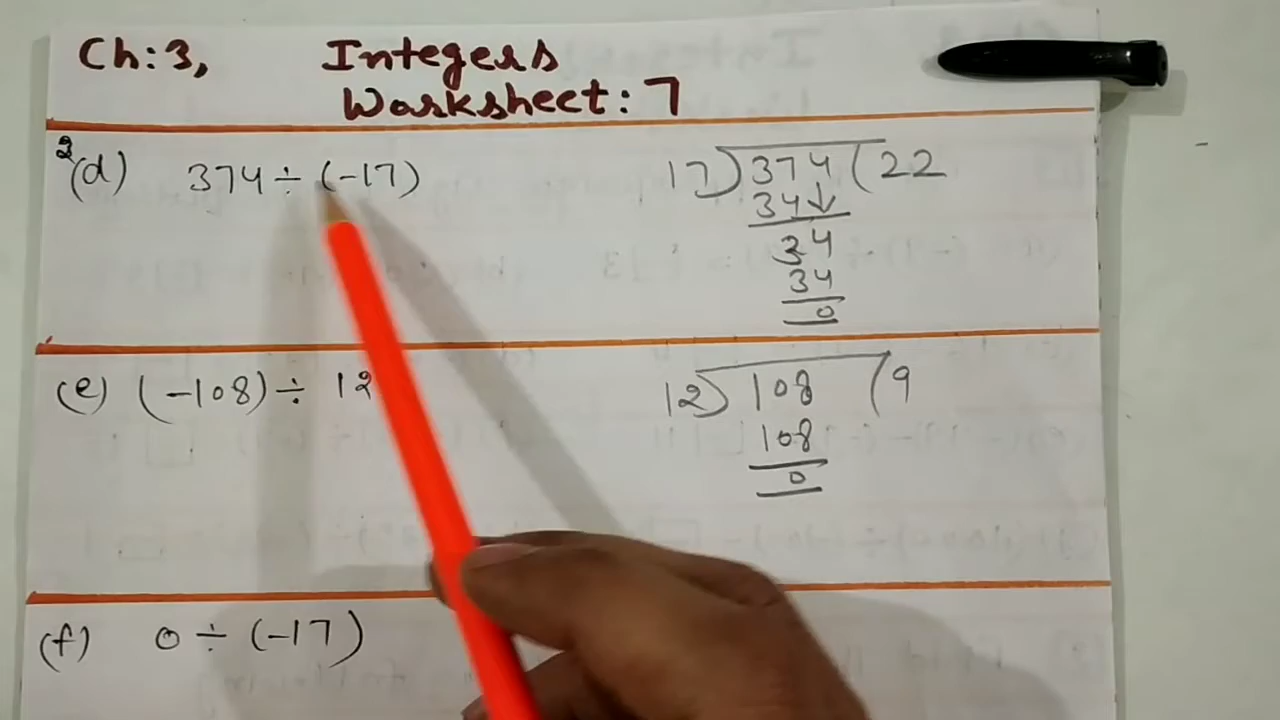 Ch: 3, Integers
Worksheet: 7
2(d) 374 ÷ (-17)
17) 374 (22
34↓
34
34
0
(e) (-108) ÷ 12
12) 108 (9
108
0
(f) 0 ÷ (-17)